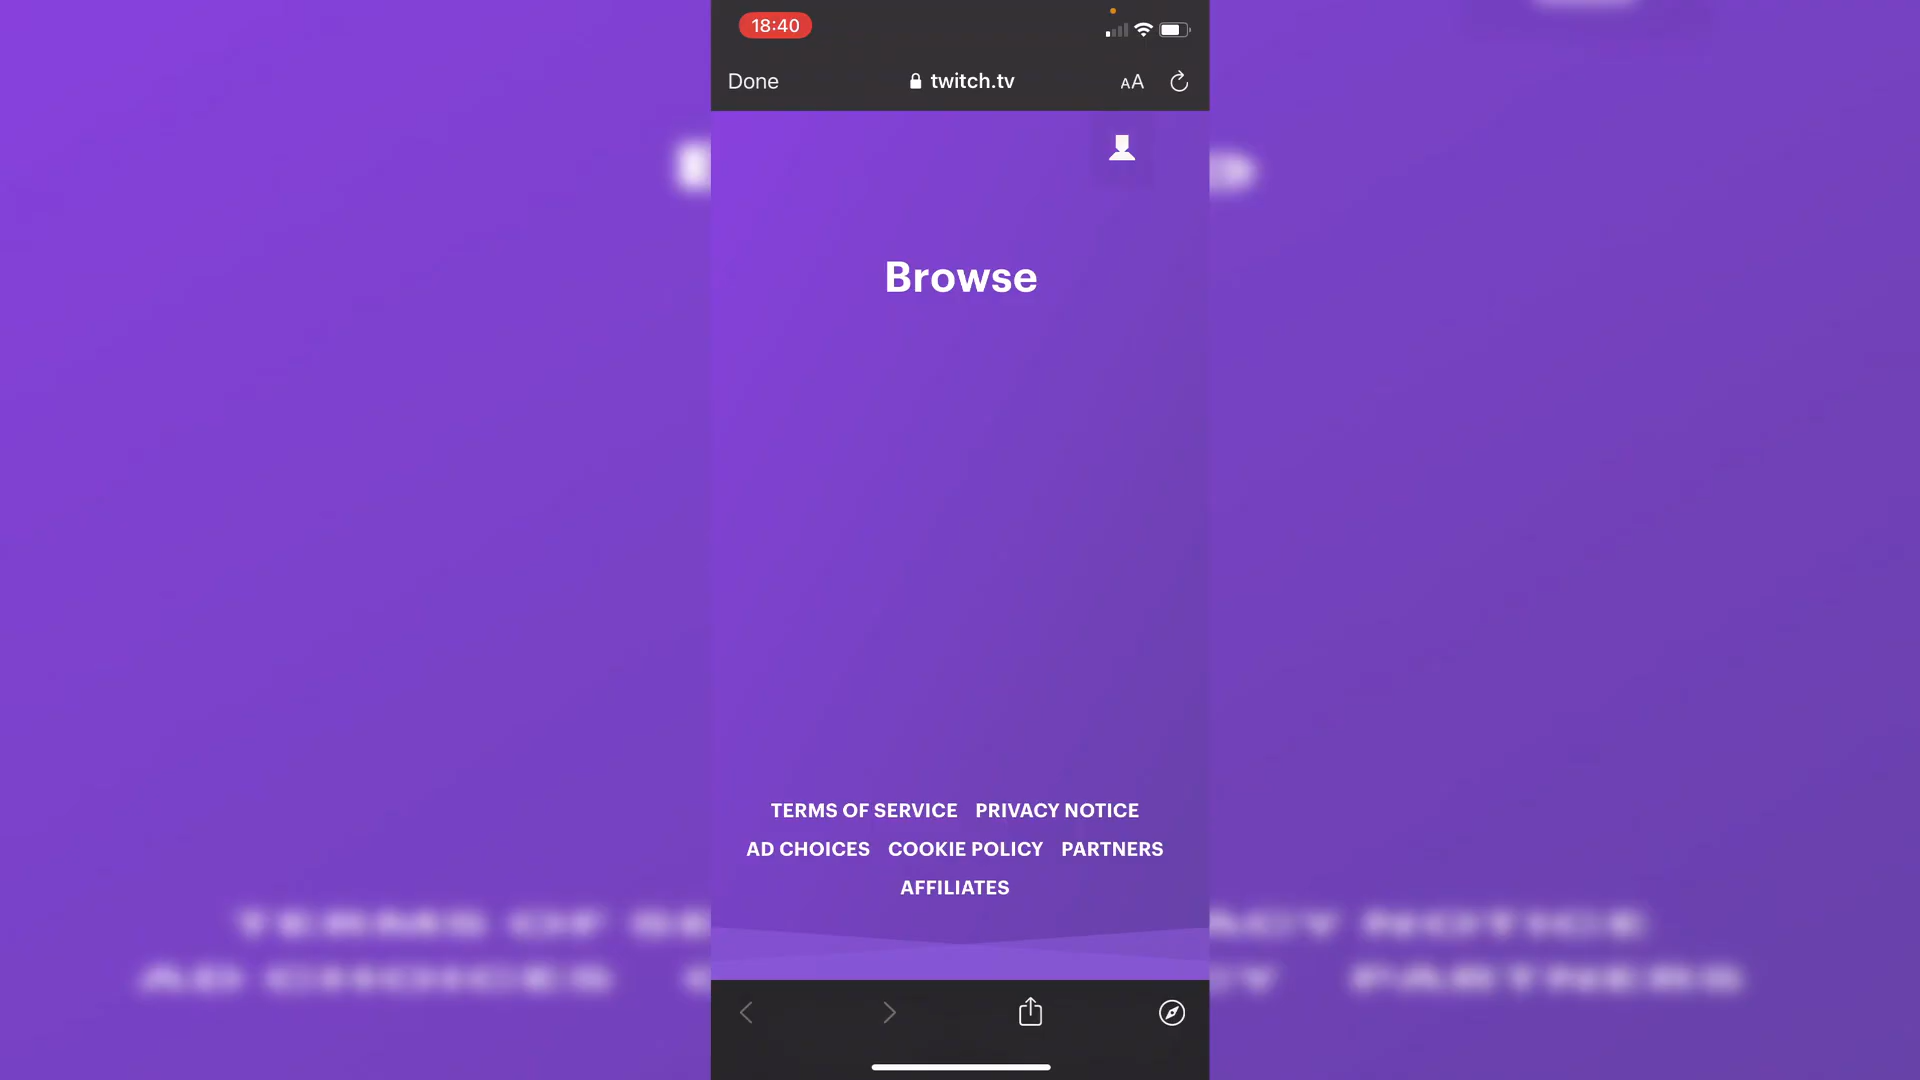 18:40
Done twitch.tv AA
Browse
TERMS OF SERVICE PRIVACY NOTICE
AD CHOICES COOKIE POLICY PARTNERS
AFFILIATES